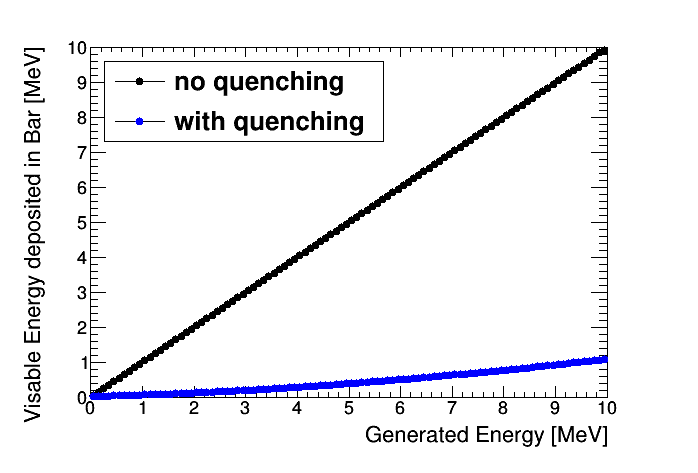 10
9
8
7
6
5
4
3
2
1
0
Visable Energy deposited in Bar [MeV]
no quenching
with quenching
0 1 2 3 4 5 6 7 8 9 10
Generated Energy [MeV]